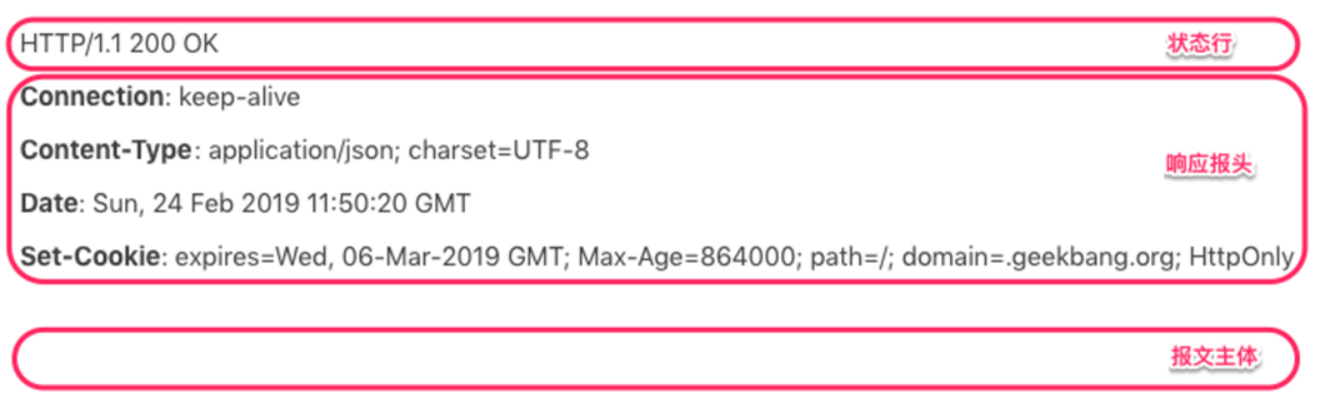 HTTP/1.1 200 OK 状态行
Connection: keep-alive
Content-Type: application/json; charset=UTF-8
响应报头
Date: Sun, 24 Feb 2019 11:50:20 GMT
Set-Cookie: expires=Wed, 06-Mar-2019 GMT; Max-Age=864000; path=/; domain=.geekbang.org; HttpOnly
报文主体